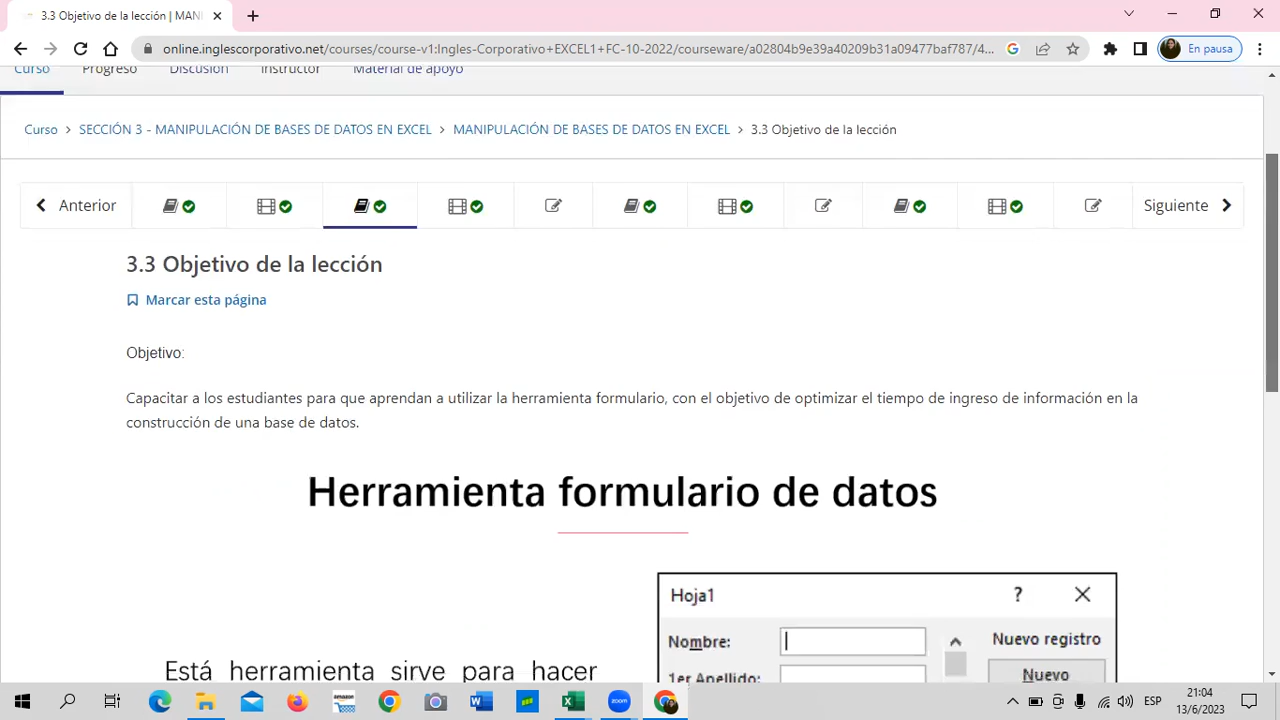 3.3 Objetivo de la lección | MAN
online.inglescorporativo.net/courses/course-v1:Ingles-Corporativo+EXCEL1+FC-10-2022/courseware/a02804b9e39a40209b31a09477baf787/4...
En pausa
Curso Progreso Discusión Instructor Material de apoyo
Curso > SECCIÓN 3 - MANIPULACIÓN DE BASES DE DATOS EN EXCEL > MANIPULACIÓN DE BASES DE DATOS EN EXCEL > 3.3 Objetivo de la lección
Anterior
Siguiente
3.3 Objetivo de la lección
Marcar esta página
Objetivo:
Capacitar a los estudiantes para que aprendan a utilizar la herramienta formulario, con el objetivo de optimizar el tiempo de ingreso de información en la
construcción de una base de datos.
Herramienta formulario de datos
Hoja1 ?
Nombre:
Nuevo registro
Está herramienta sirve para hacer
1er Apellido:
Nuevo
amazon
zoom
ESP
21:04
13/6/2023